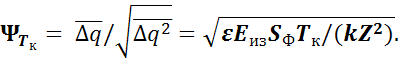 Ψ_{T_к} = \overline{Δq}/\sqrt{\overline{Δq^2}} = \sqrt{εE_{из}S_ФT_к/(kZ^2)}.